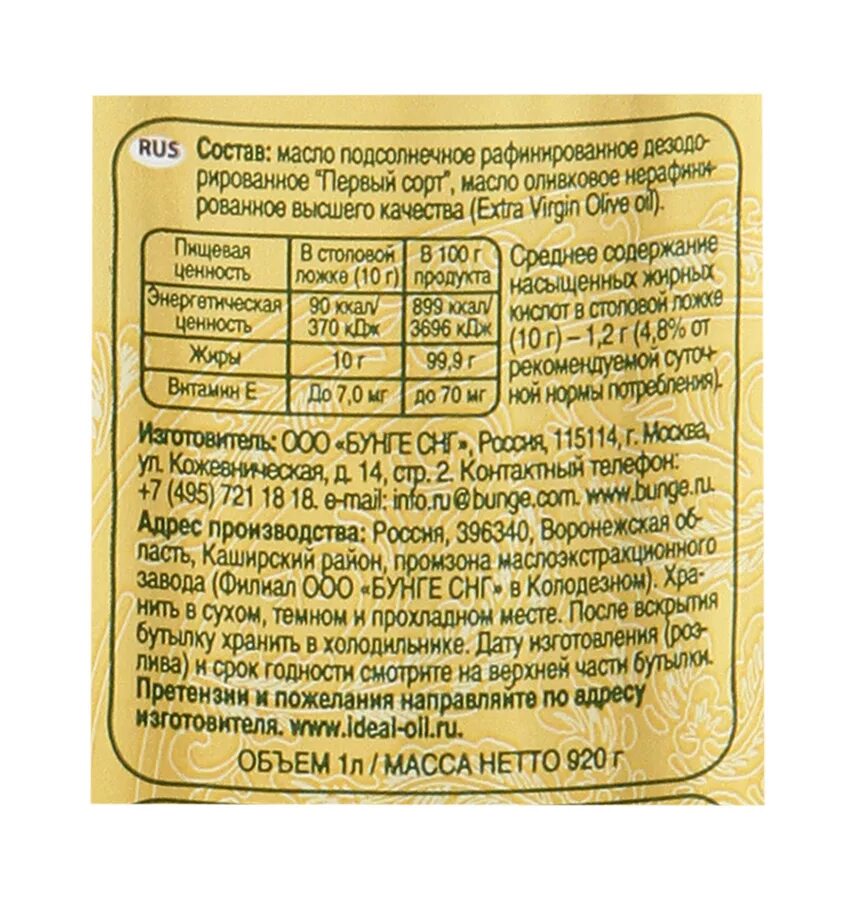 RUS Состав: масло подсолнечное рафинированное дезодо-
рированное "Первый сорт", масло оливковое нерафини-
рованное высшего качества (Extra Virgin Olive oil).
Пищевая ценность | В столовой ложке (10 г) | В 100 г продукта
Энергетическая ценность | 90 ккал/ 370 кДж | 899 ккал/ 3696 кДж
Жиры | 10 г | 99,9 г
Витамин Е | До 7,0 мг | до 70 мг
Среднее содержание
насыщенных жирных
кислот в столовой ложке
(10 г) – 1,2 г (4,8% от
рекомендуемой суточ-
ной нормы потребления).
Изготовитель: ООО «БУНГЕ СНГ», Россия, 115114, г. Москва,
ул. Кожевническая, д. 14, стр. 2. Контактный телефон:
+7 (495) 721 18 18. e-mail: info.ru@bunge.com. www.bunge.ru.
Адрес производства: Россия, 396340, Воронежская об-
ласть, Каширский район, промзона маслоэкстракционного
завода (Филиал ООО «БУНГЕ СНГ» в Колодезном). Хра-
нить в сухом, темном и прохладном месте. После вскрытия
бутылку хранить в холодильнике. Дату изготовления (роз-
лива) и срок годности смотрите на верхней части бутылки.
Претензии и пожелания направляйте по адресу
изготовителя. www.ideal-oil.ru.
ОБЪЕМ 1л / МАССА НЕТТО 920 г